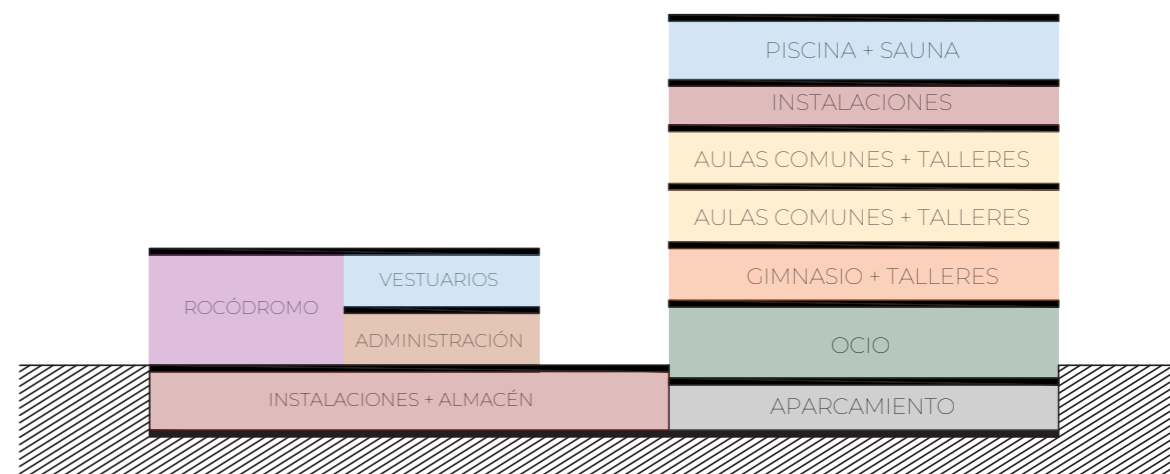 PISCINA + SAUNA
INSTALACIONES
AULAS COMUNES + TALLERES
AULAS COMUNES + TALLERES
GIMNASIO + TALLERES
VESTUARIOS
ROCÓDROMO
ADMINISTRACIÓN
OCIO
INSTALACIONES + ALMACÉN
APARCAMIENTO